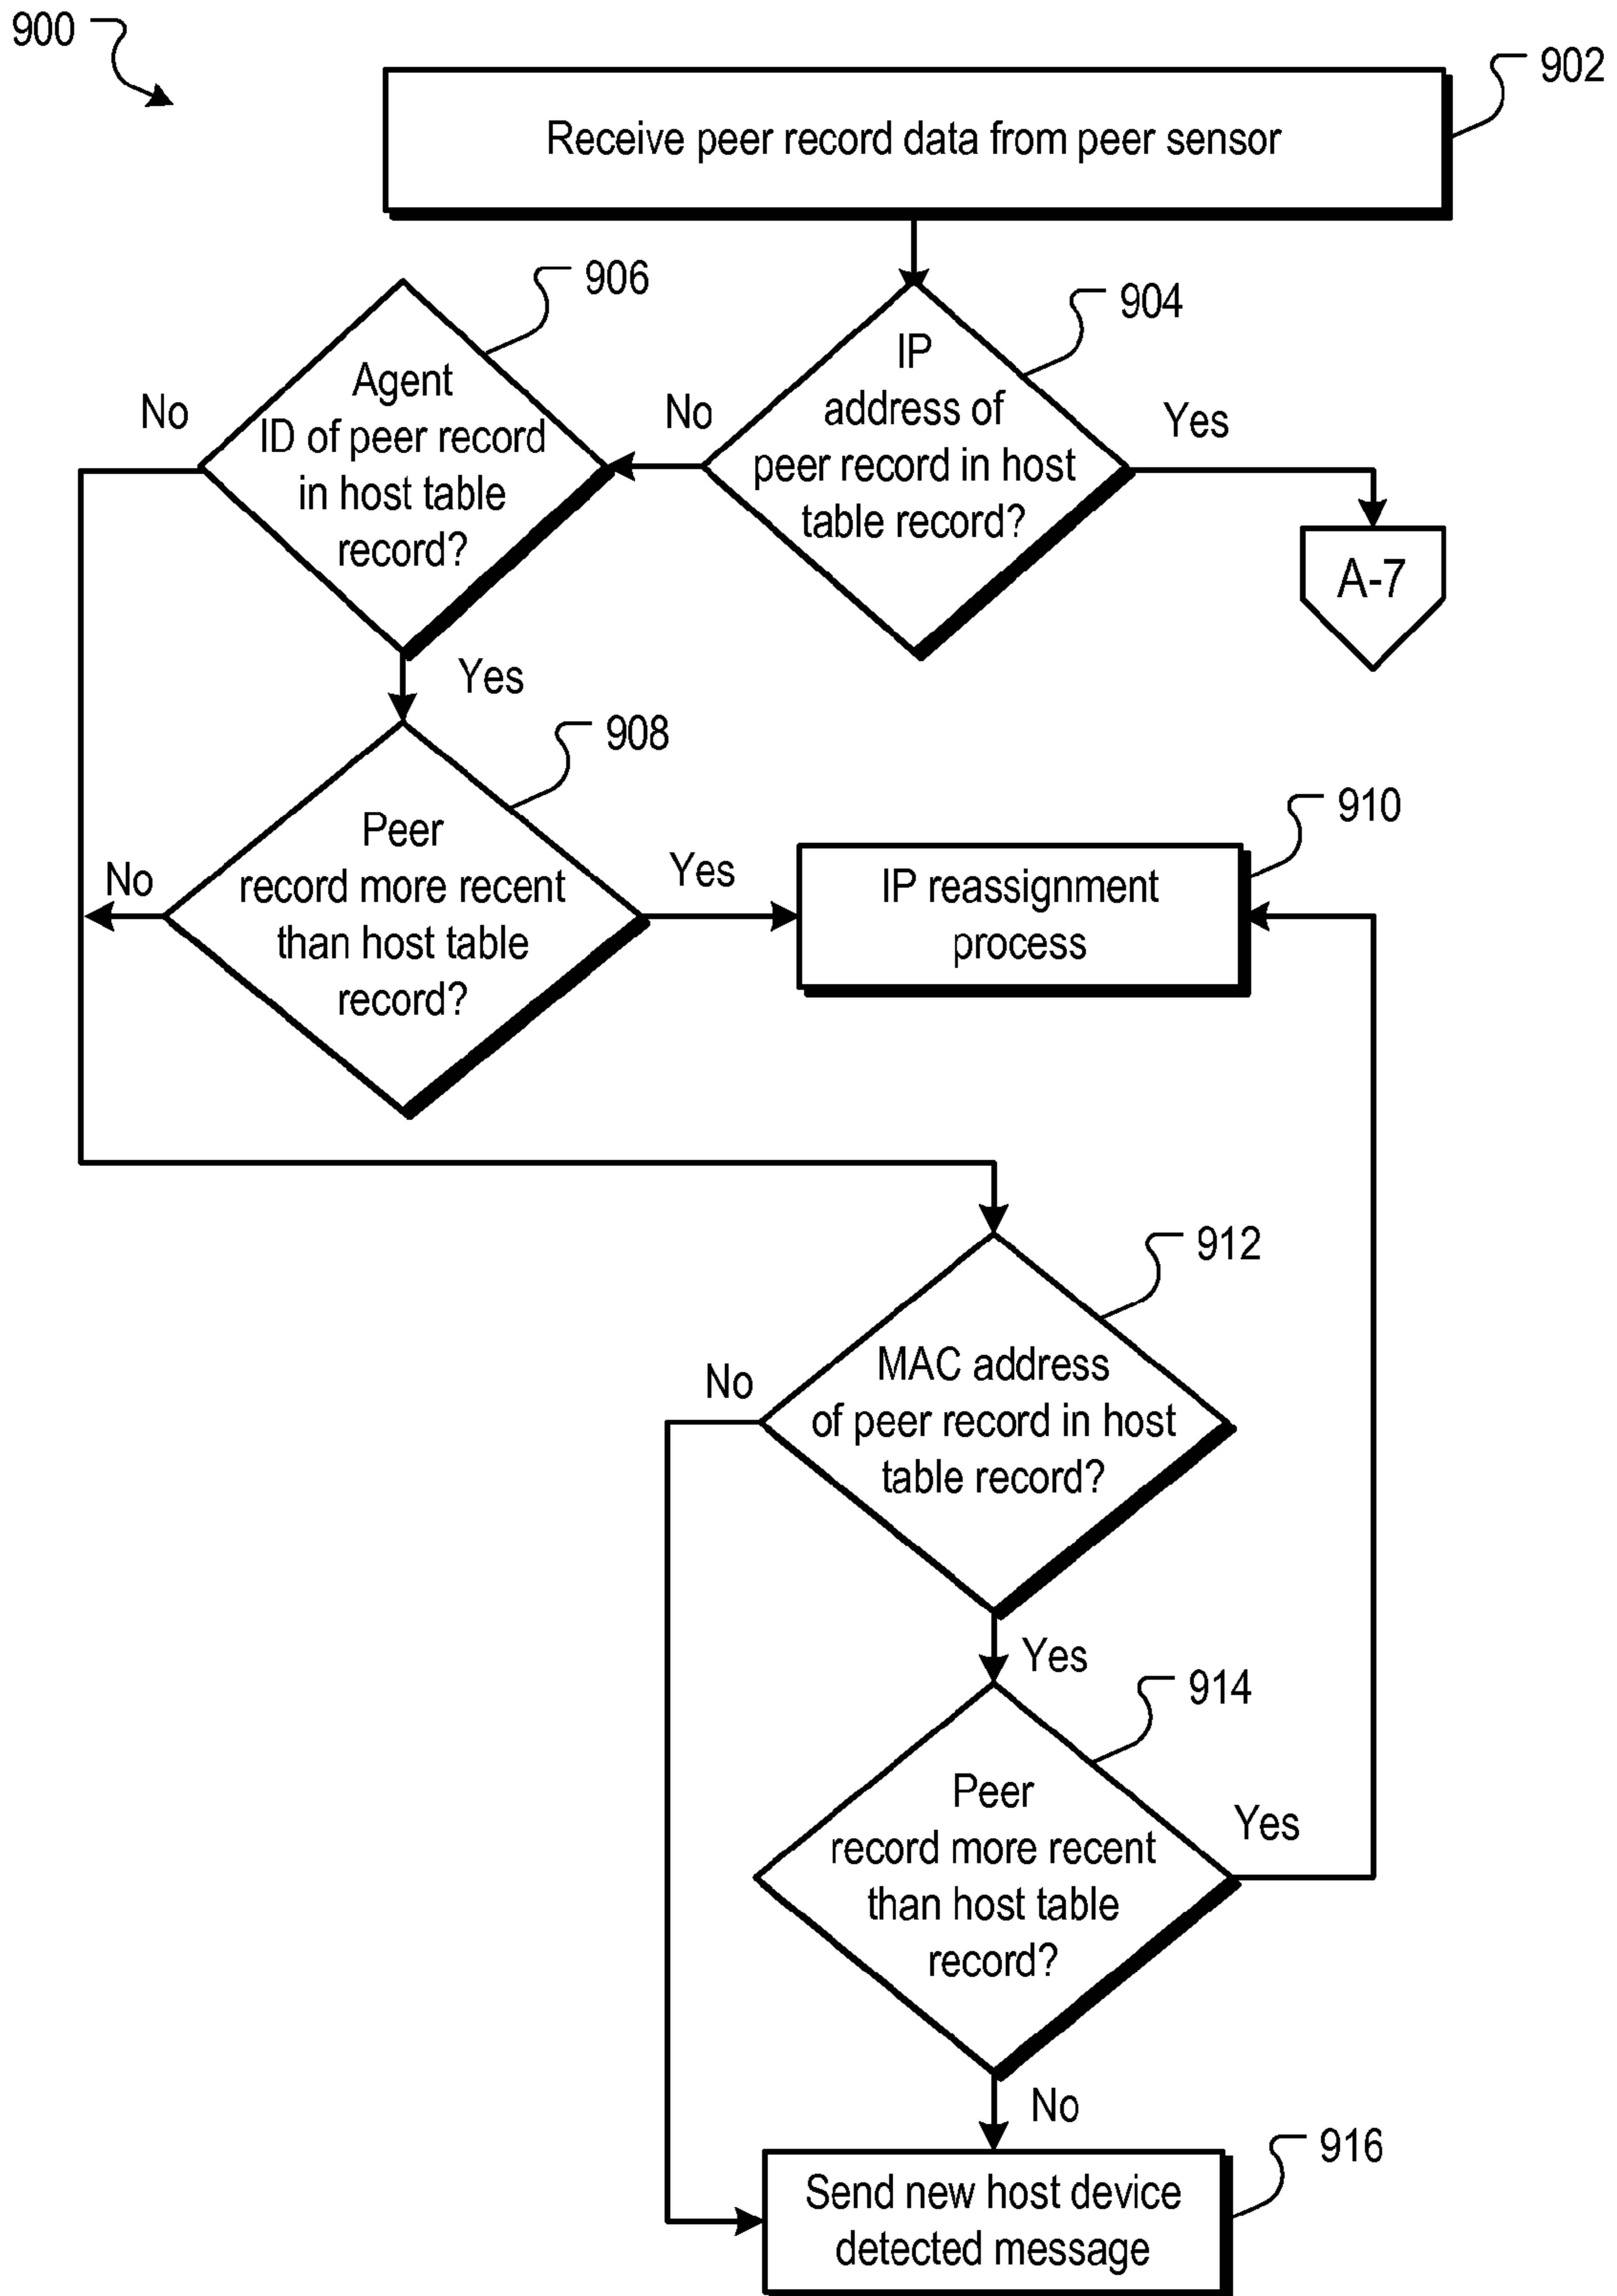 900
902
Receive peer record data from peer sensor
906
904
Agent
ID of peer record
in host table
record?
No
No
IP
address of
peer record in host
table record?
Yes
A-7
Yes
908
Peer
record more recent
than host table
record?
No
Yes
910
IP reassignment
process
912
MAC address
of peer record in host
table record?
No
Yes
914
Peer
record more recent
than host table
record?
Yes
No
916
Send new host device
detected message